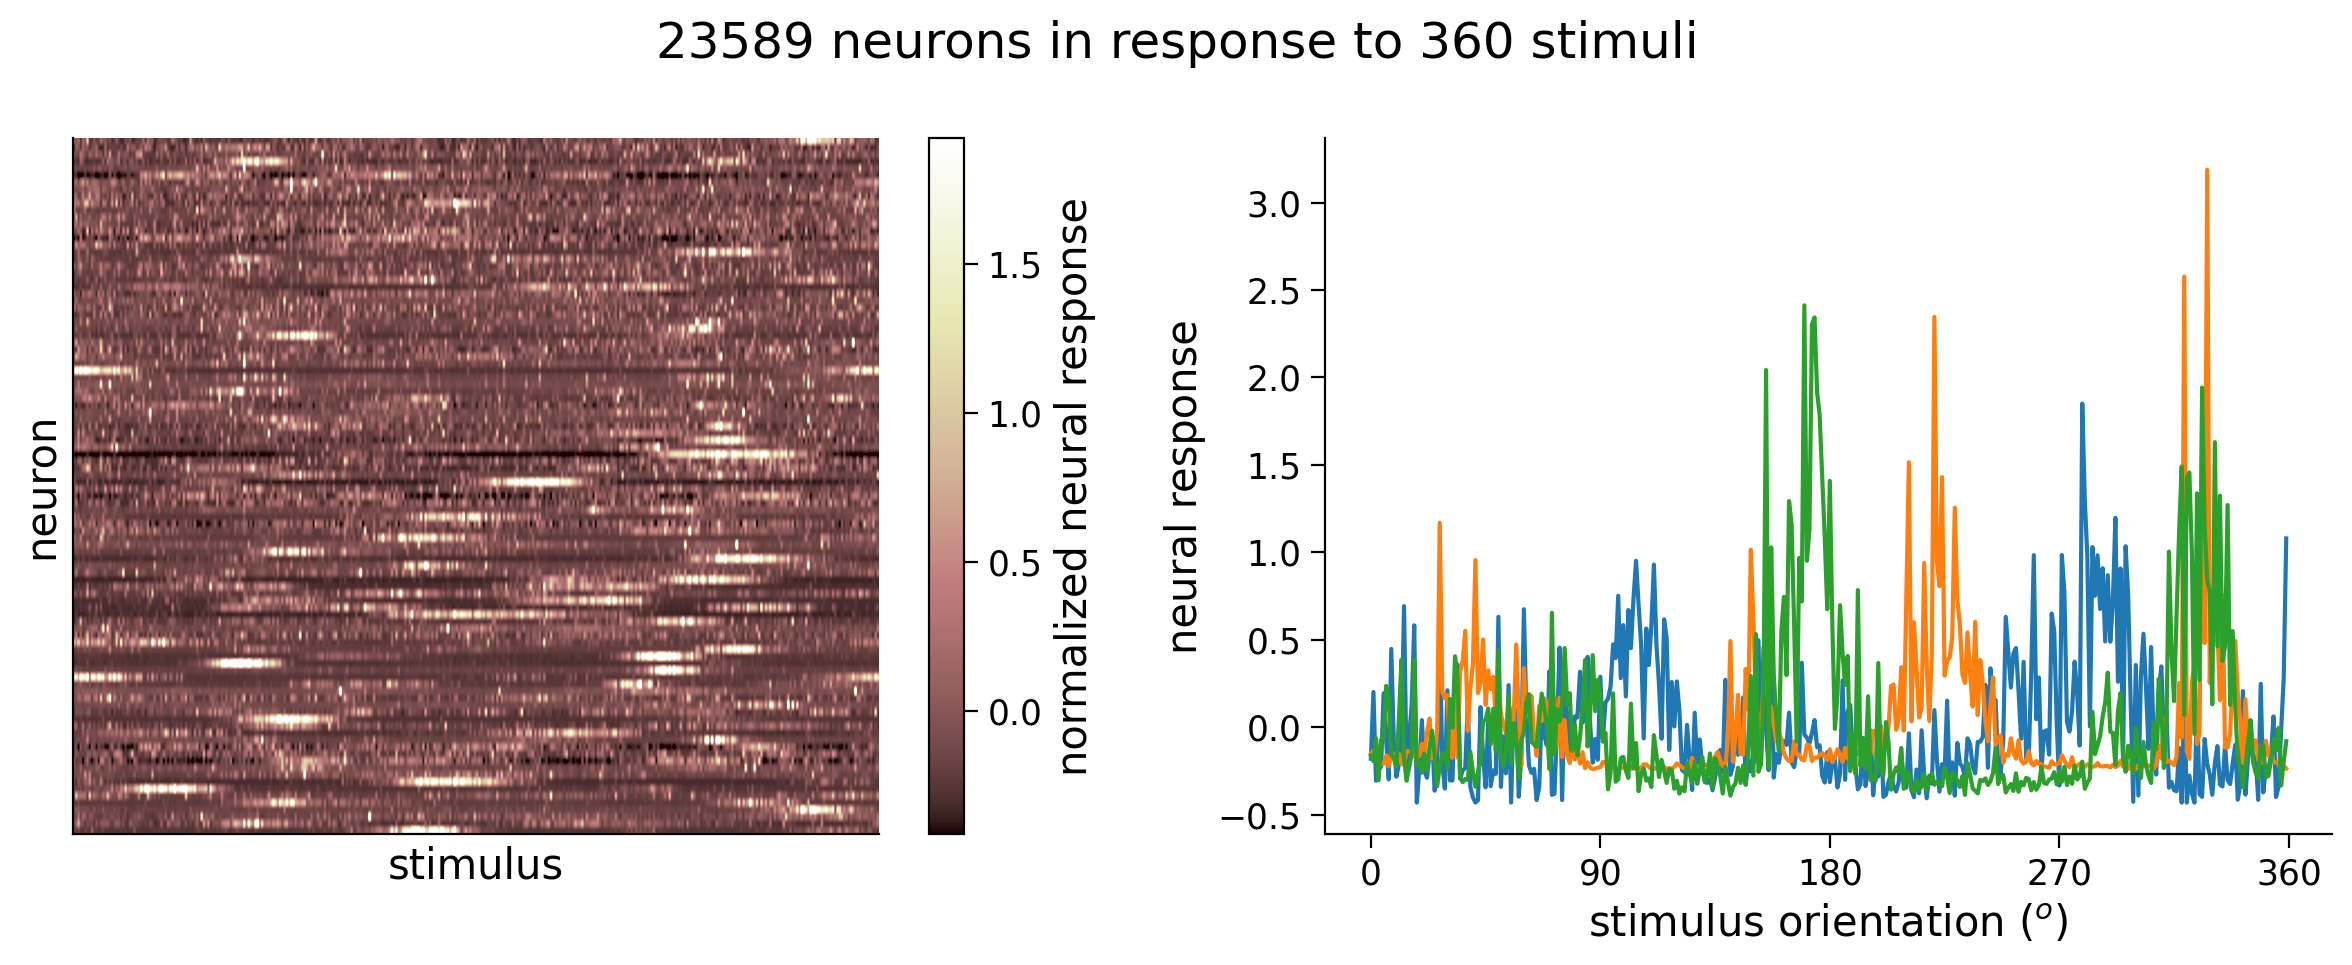 23589 neurons in response to 360 stimuli
neuron
stimulus
1.5
1.0
0.5
0.0
normalized neural response
neural response
3.0
2.5
2.0
1.5
1.0
0.5
0.0
−0.5
0 90 180 270 360
stimulus orientation (o)